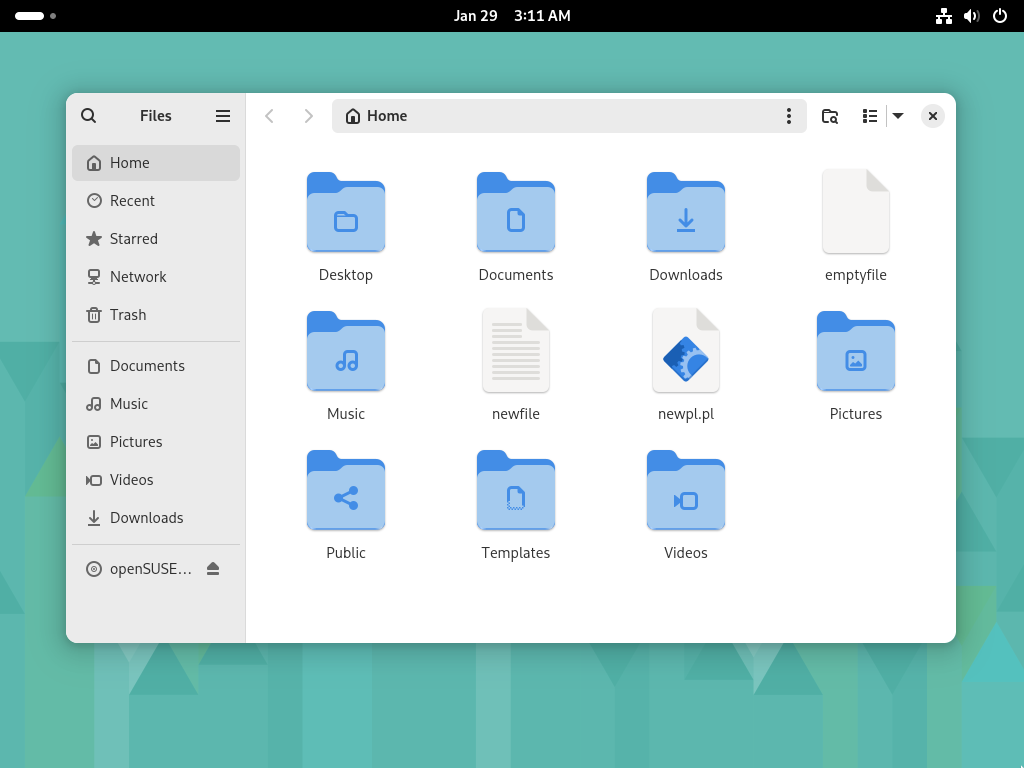 Jan 29 3:11 AM
Files
Home
Home
Recent
Starred
Network
Trash
Documents
Music
Pictures
Videos
Downloads
openSUSE…
Desktop
Documents
Downloads
emptyfile
Music
newfile
newpl.pl
Pictures
Public
Templates
Videos